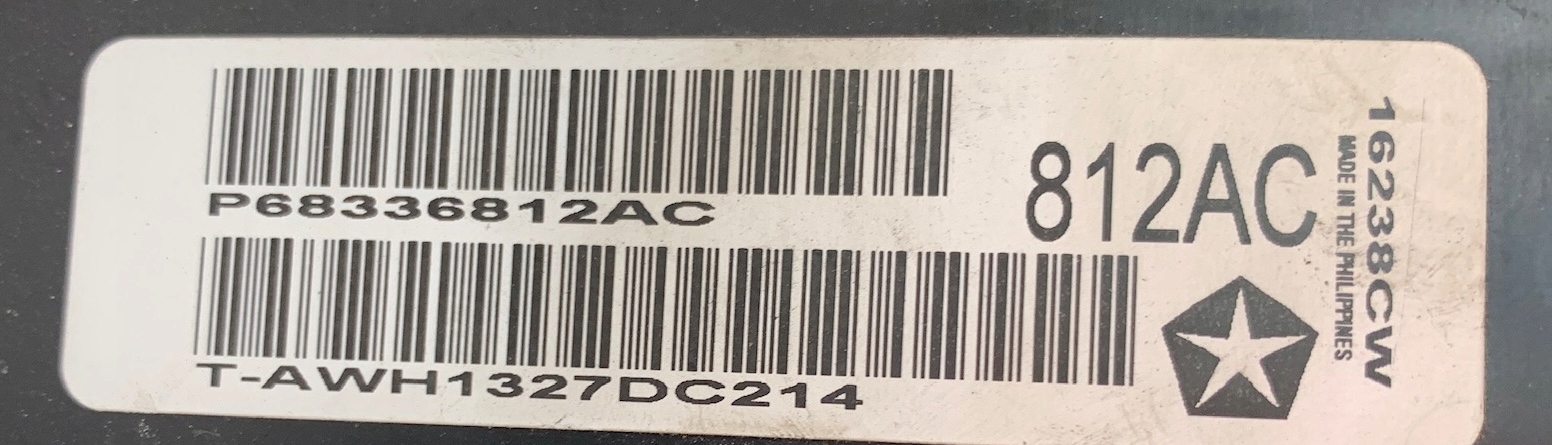 P68336812AC
T-AWH1327DC214
812AC
16238CW
MADE IN THE PHILIPPINES